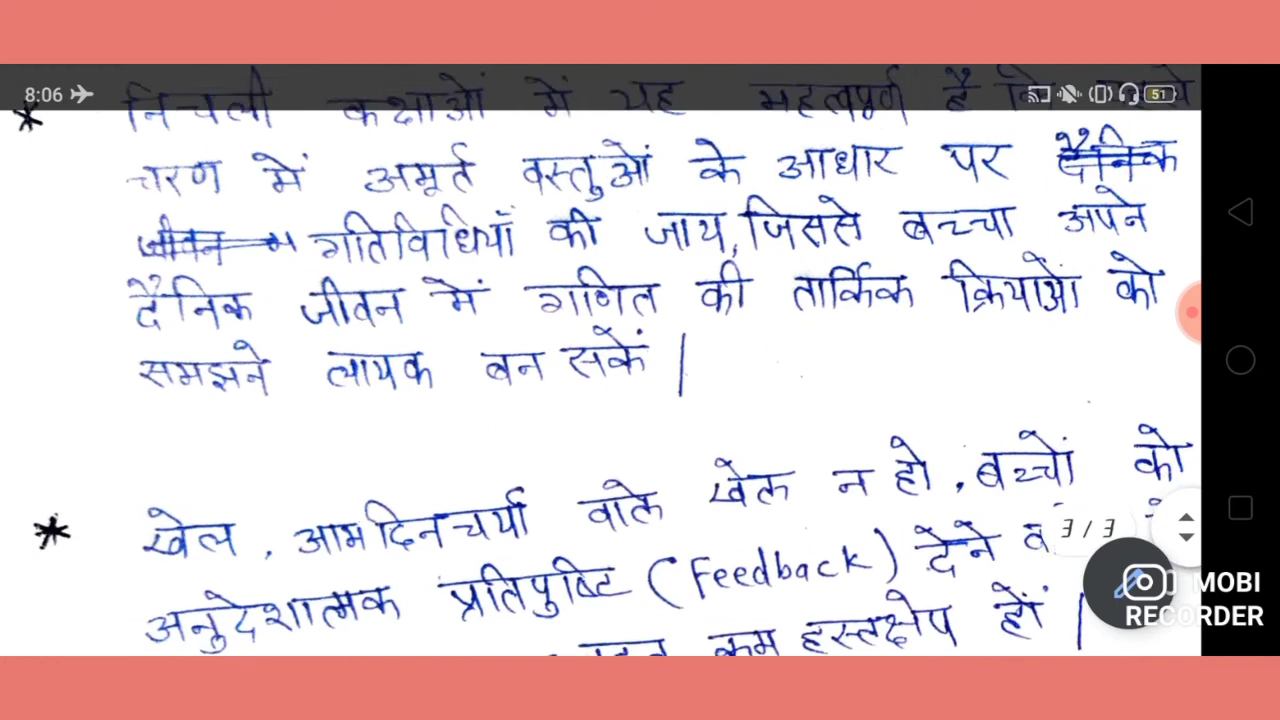 8:06
51
* निचली कक्षाओं में यह महत्वपूर्ण है
चरण में अमूर्त वस्तुओं के आधार पर दैनिक
जीवन में गतिविधियाँ की जाय, जिससे बच्चा अपने
दैनिक जीवन में गणित की तार्किक क्रियाओं को
समझने लायक बन सकें |
* खेल, आम दिनचर्या वाले खेल न हो, बच्चों को
अनुदेशात्मक प्रतिपुष्टि (Feedback) देने
कम हस्तक्षेप हों |
3 / 3
MOBI
RECORDER